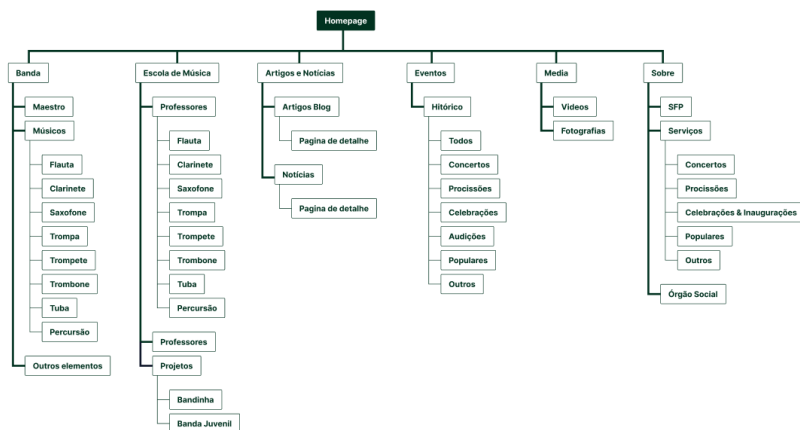 Homepage
Banda
Maestro
Músicos
Flauta
Clarinete
Saxofone
Trompa
Trompete
Trombone
Tuba
Percursão
Outros elementos
Escola de Música
Professores
Flauta
Clarinete
Saxofone
Trompa
Trompete
Trombone
Tuba
Percursão
Professores
Projetos
Bandinha
Banda Juvenil
Artigos e Notícias
Artigos Blog
Pagina de detalhe
Notícias
Pagina de detalhe
Eventos
Hitórico
Todos
Concertos
Procissões
Celebrações
Audições
Populares
Outros
Media
Videos
Fotografias
Sobre
SFP
Serviços
Concertos
Procissões
Celebrações & Inaugurações
Populares
Outros
Órgão Social